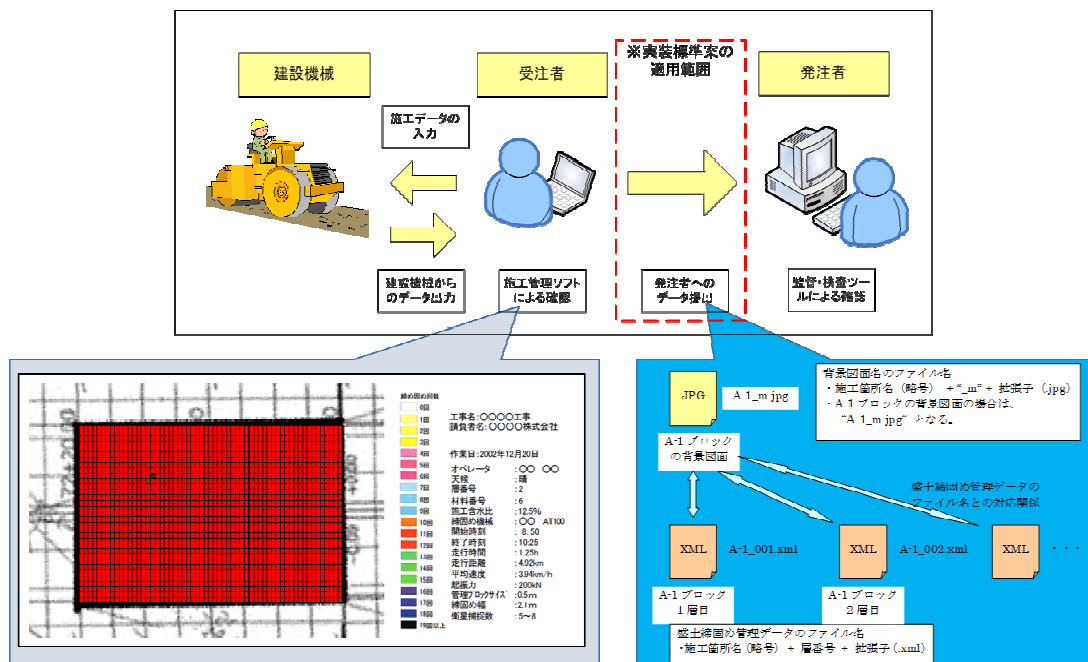 建設機械
受注者
※実装標準案の
適用範囲
発注者
施工データの
入力
建設機械から
のデータ出力
施工管理ソフト
による確認
発注者への
データ提出
監督・検査ツー
ルによる確認
締め固め回数
0回
1回
2回
3回
4回
5回
6回
7回
8回
9回
10回
11回
12回
13回
14回
15回
16回
17回
18回
19回以上
工事名:〇〇〇〇工事
請負者名:〇〇〇〇株式会社
作業日:2002年12月20日
オペレータ :〇〇 〇〇
天候 :晴
層番号 :2
材料番号 :6
施工含水比 :12.5%
締固め機械 :〇〇 AT100
開始時刻 :8:50
終了時刻 :10:25
走行時間 :1.25h
走行距離 :4.92km
平均速度 :3.94km/h
起振力 :200kN
管理ブロックサイズ :0.5m
締固め幅 :2.1m
衛星捕捉数 :5～8
背景図面名のファイル名
・施工箇所名(略号) +“_m”+ 拡張子(.jpg)
・A-1ブロックの背景図面の場合は、
“A-1_m.jpg”となる。
JPG
A-1_m.jpg
A-1 ブロック
の背景図面
盛土締固め管理データの
ファイル名との対応関係
XML
A-1_001.xml
XML
A-1_002.xml
XML
・・・
A-1 ブロック
1 層目
A-1 ブロック
2 層目
盛土締固め管理データのファイル名
・施工箇所名(略号) + 層番号 + 拡張子(.xml)